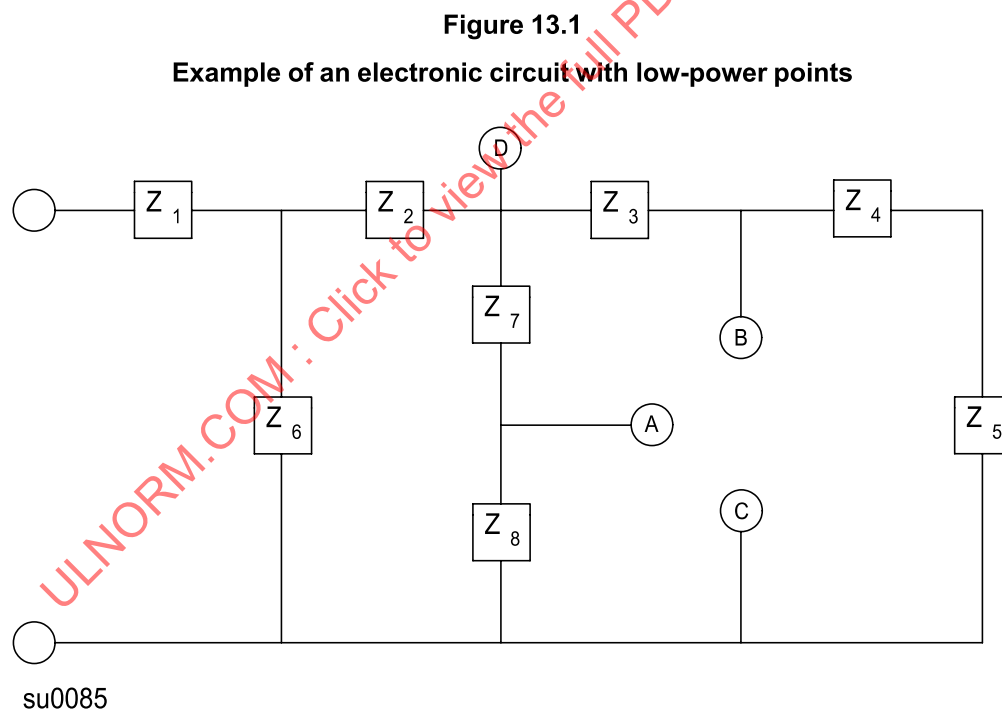 Figure 13.1
Example of an electronic circuit with low-power points
D
Z 1
Z 2
Z 3
Z 4
Z 7
B
Z 6
A
Z 5
C
Z 8
su0085
ULNORM.COM : Click to view the full